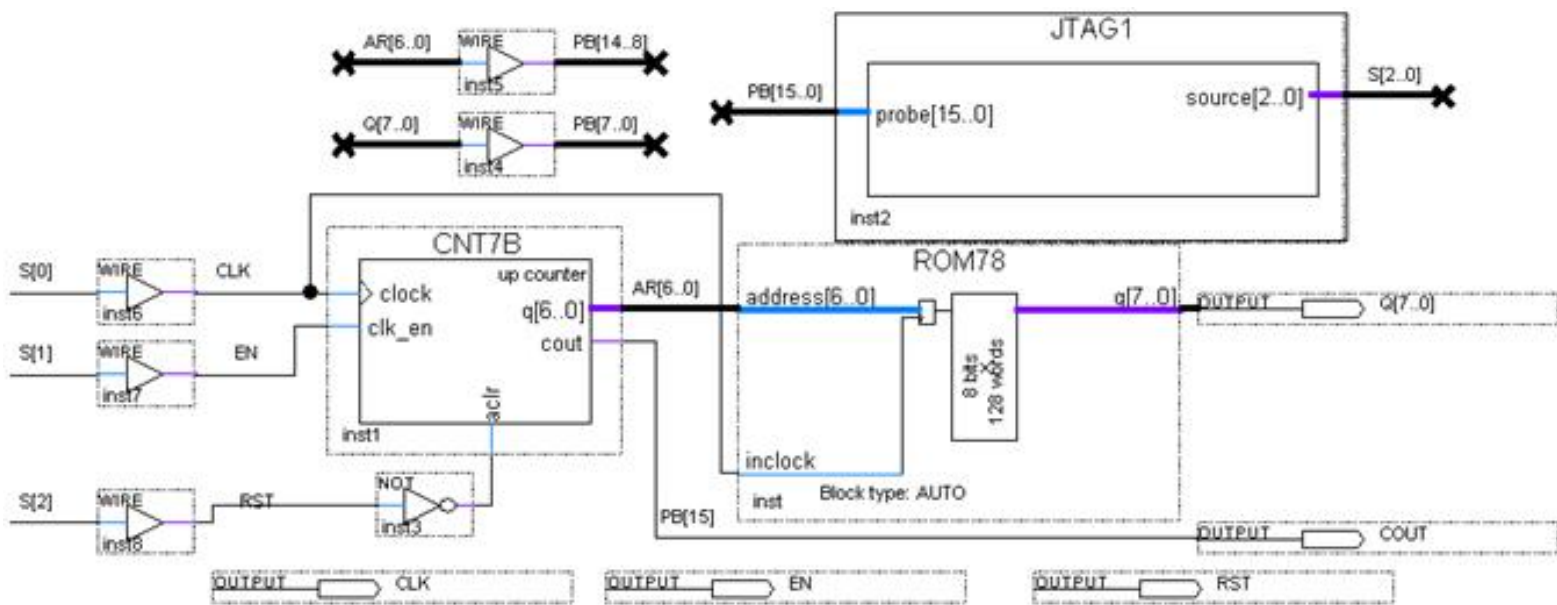 JTAG1
AR[6..0] WIRE PB[14..8]
inst5
PB[15..0] probe[15..0] source[2..0] S[2..0]
Q[7..0] WIRE PB[7..0]
inst4
inst2
CNT7B
ROM78
S[0] WIRE CLK
inst6
up counter
clock
q[6..0]
AR[6..0]
address[6..0]
q[7..0]
OUTPUT Q[7..0]
clk_en
cout
S[1] WIRE EN
inst7
8 bits
×
128 words
aclr
inst1
inclock
Block type: AUTO
inst
S[2] WIRE RST
inst8
NOT
inst3
PB[15]
OUTPUT COUT
OUTPUT CLK
OUTPUT EN
OUTPUT RST